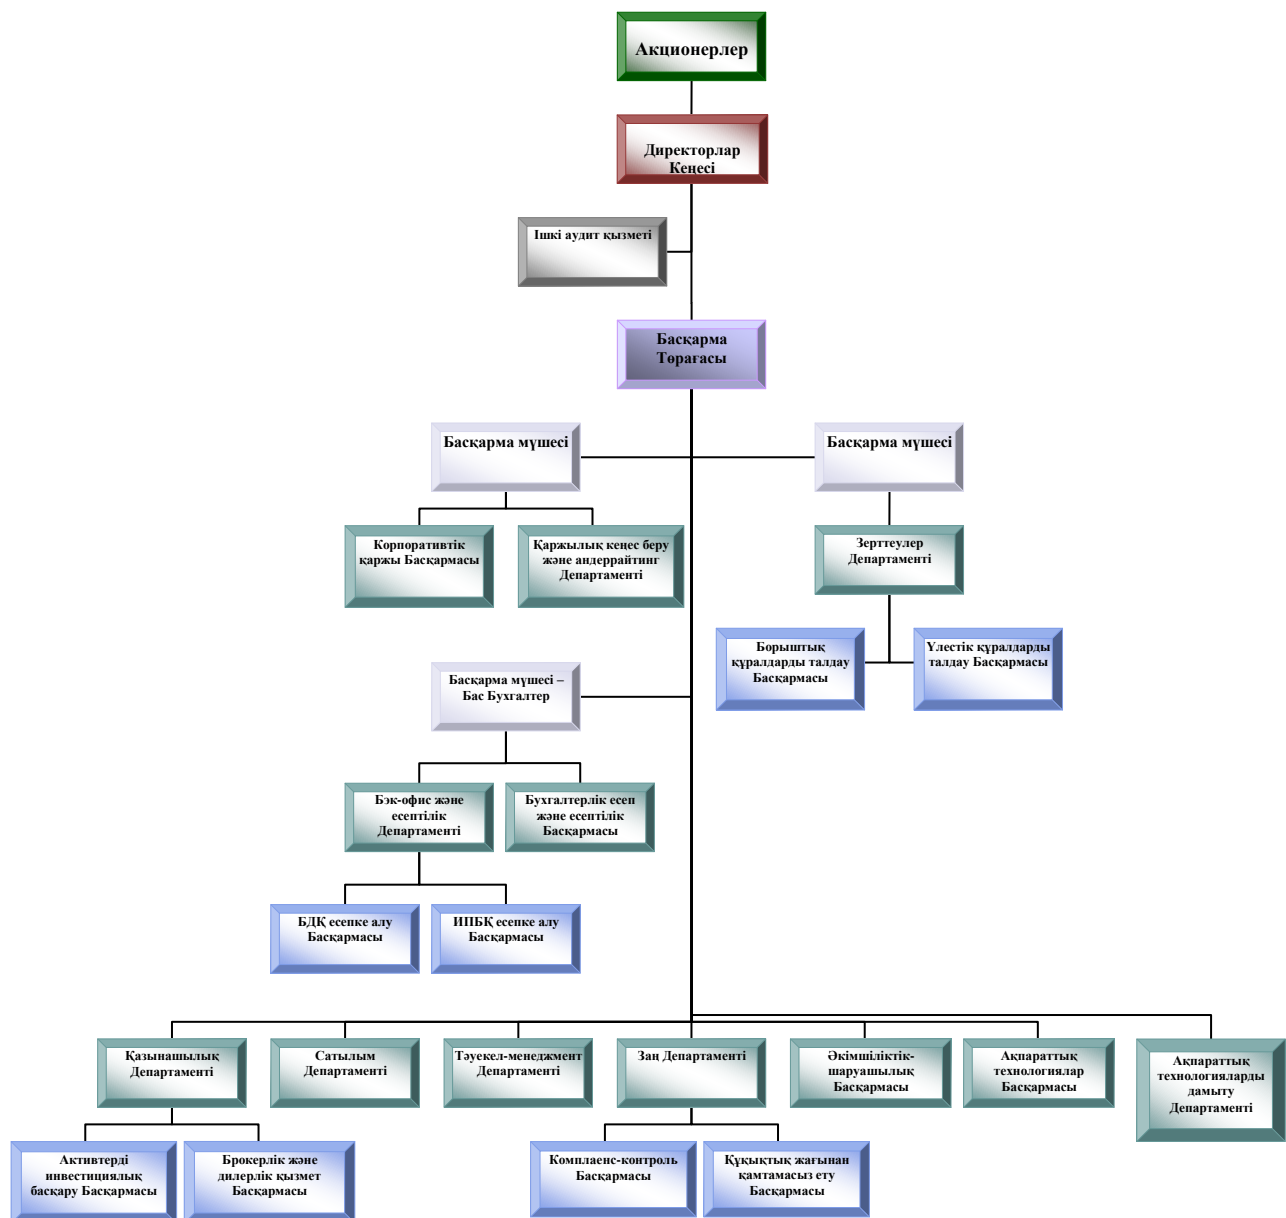 Акционерлер
Директорлар
Кеңесі
Ішкі аудит қызметі
Басқарма
Төрағасы
Басқарма мүшесі
Басқарма мүшесі
Корпоративтік
қаржы Басқармасы
Қаржылық кеңес беру
және андеррайтинг
Департаменті
Зерттеулер
Департаменті
Борыштық
құралдарды талдау
Басқармасы
Үлестік құралдарды
талдау Басқармасы
Басқарма мүшесі –
Бас Бухгалтер
Бэк-офис және
есептілік
Департаменті
Бухгалтерлік есеп
және есептілік
Басқармасы
БДҚ есепке алу
Басқармасы
ИПБҚ есепке алу
Басқармасы
Қазынашылық
Департаменті
Сатылым
Департаменті
Тәуекел-менеджмент
Департаменті
Заң Департаменті
Әкімшіліктік-
шаруашылық
Басқармасы
Ақпараттық
технологиялар
Басқармасы
Ақпараттық
технологияларды
дамыту
Департаменті
Активтерді
инвестициялық
басқару Басқармасы
Брокерлік және
дилерлік қызмет
Басқармасы
Комплаенс-контроль
Басқармасы
Құқықтық жағынан
қамтамасыз ету
Басқармасы